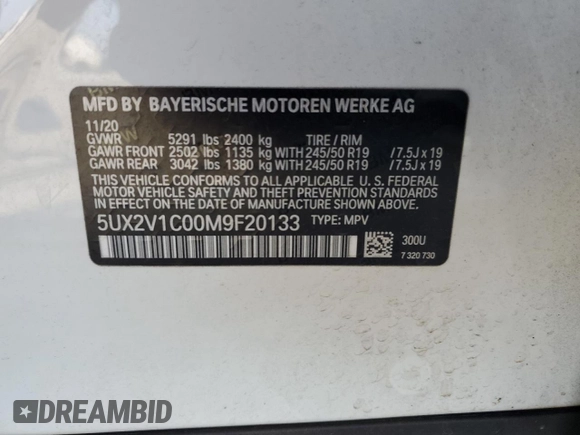 MFD BY BAYERISCHE MOTOREN WERKE AG
11/20
GVWR 5291 lbs 2400 kg TIRE / RIM
GAWR FRONT 2502 lbs 1135 kg WITH 245/50 R19 / 7.5J x 19
GAWR REAR 3042 lbs 1380 kg WITH 245/50 R19 / 7.5J x 19
THIS VEHICLE CONFORMS TO ALL APPLICABLE U.S. FEDERAL
MOTOR VEHICLE SAFETY AND THEFT PREVENTION STANDARDS
IN EFFECT ON THE DATE OF MANUFACTURE SHOWN ABOVE.
5UX2V1C00M9F20133 TYPE: MPV
300U
7 320 730
DREAMBID